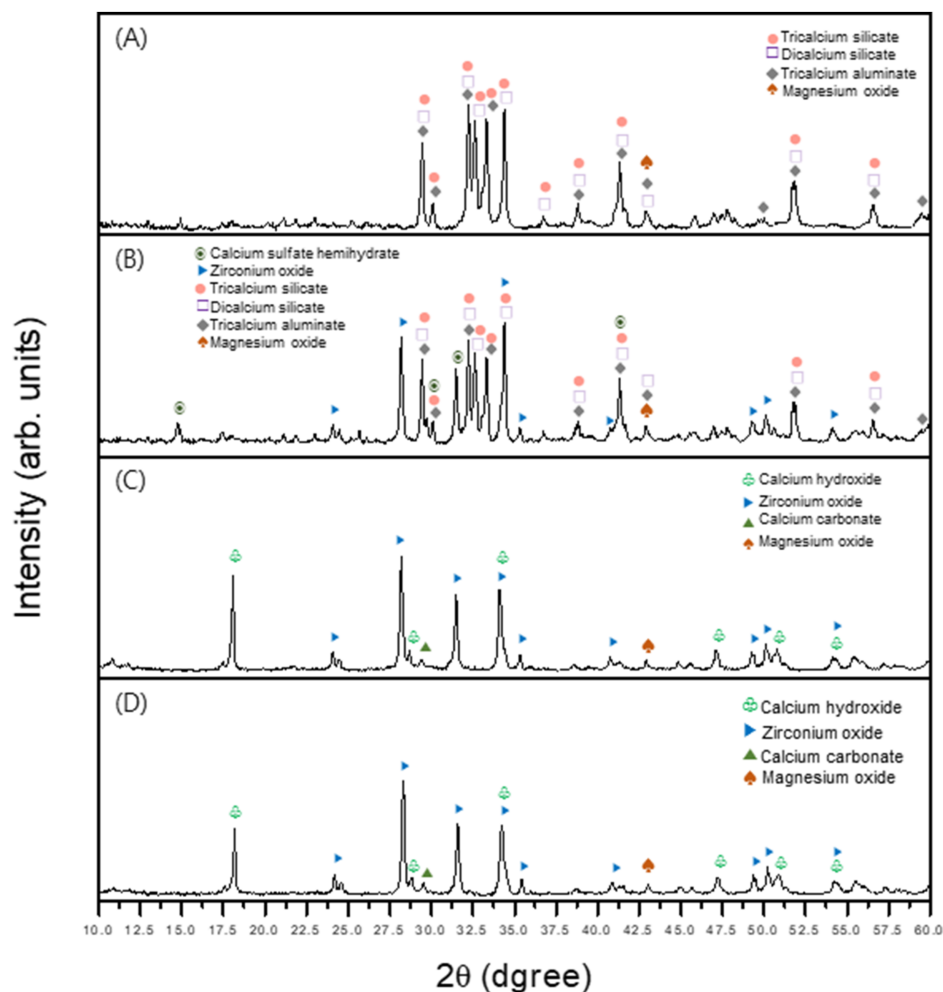 (A)
Tricalcium silicate
Dicalcium silicate
Tricalcium aluminate
Magnesium oxide
(B)
Calcium sulfate hemihydrate
Zirconium oxide
Tricalcium silicate
Dicalcium silicate
Tricalcium aluminate
Magnesium oxide
(C)
Calcium hydroxide
Zirconium oxide
Calcium carbonate
Magnesium oxide
(D)
Calcium hydroxide
Zirconium oxide
Calcium carbonate
Magnesium oxide
Intensity (arb. units)
10.0 12.5 15.0 17.5 20.0 22.5 25.0 27.5 30.0 32.5 35.0 37.5 40.0 42.5 45.0 47.5 50.0 52.5 55.0 57.5 60.0
2θ (dgree)